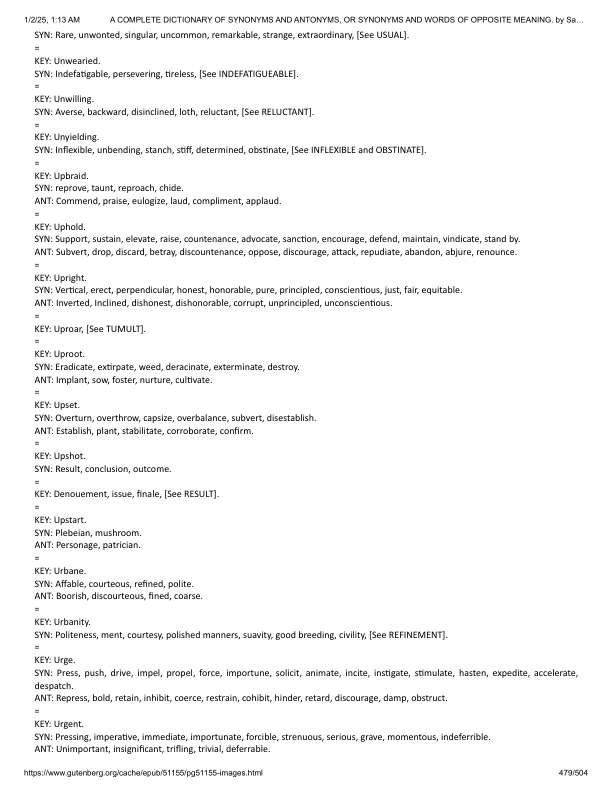 1/2/25, 1:13 AM A COMPLETE DICTIONARY OF SYNONYMS AND ANTONYMS, OR SYNONYMS AND WORDS OF OPPOSITE MEANING. by Sa…
SYN: Rare, unwonted, singular, uncommon, remarkable, strange, extraordinary, [See USUAL].
=
KEY: Unwearied.
SYN: Indefatigable, persevering, tireless, [See INDEFATIGUEABLE].
=
KEY: Unwilling.
SYN: Averse, backward, disinclined, loth, reluctant, [See RELUCTANT].
=
KEY: Unyielding.
SYN: Inflexible, unbending, stanch, stiff, determined, obstinate, [See INFLEXIBLE and OBSTINATE].
=
KEY: Upbraid.
SYN: reprove, taunt, reproach, chide.
ANT: Commend, praise, eulogize, laud, compliment, applaud.
=
KEY: Uphold.
SYN: Support, sustain, elevate, raise, countenance, advocate, sanction, encourage, defend, maintain, vindicate, stand by.
ANT: Subvert, drop, discard, betray, discountenance, oppose, discourage, attack, repudiate, abandon, abjure, renounce.
=
KEY: Upright.
SYN: Vertical, erect, perpendicular, honest, honorable, pure, principled, conscientious, just, fair, equitable.
ANT: Inverted, Inclined, dishonest, dishonorable, corrupt, unprincipled, unconscientious.
=
KEY: Uproar, [See TUMULT].
=
KEY: Uproot.
SYN: Eradicate, extirpate, weed, deracinate, exterminate, destroy.
ANT: Implant, sow, foster, nurture, cultivate.
=
KEY: Upset.
SYN: Overturn, overthrow, capsize, overbalance, subvert, disestablish.
ANT: Establish, plant, stabilitate, corroborate, confirm.
=
KEY: Upshot.
SYN: Result, conclusion, outcome.
=
KEY: Denouement, issue, finale, [See RESULT].
=
KEY: Upstart.
SYN: Plebeian, mushroom.
ANT: Personage, patrician.
=
KEY: Urbane.
SYN: Affable, courteous, refined, polite.
ANT: Boorish, discourteous, fined, coarse.
=
KEY: Urbanity.
SYN: Politeness, ment, courtesy, polished manners, suavity, good breeding, civility, [See REFINEMENT].
=
KEY: Urge.
SYN: Press, push, drive, impel, propel, force, importune, solicit, animate, incite, instigate, stimulate, hasten, expedite, accelerate,
despatch.
ANT: Repress, bold, retain, inhibit, coerce, restrain, cohibit, hinder, retard, discourage, damp, obstruct.
=
KEY: Urgent.
SYN: Pressing, imperative, immediate, importunate, forcible, strenuous, serious, grave, momentous, indeferrible.
ANT: Unimportant, insignificant, trifling, trivial, deferrable.
https://www.gutenberg.org/cache/epub/51155/pg51155-images.html 479/504